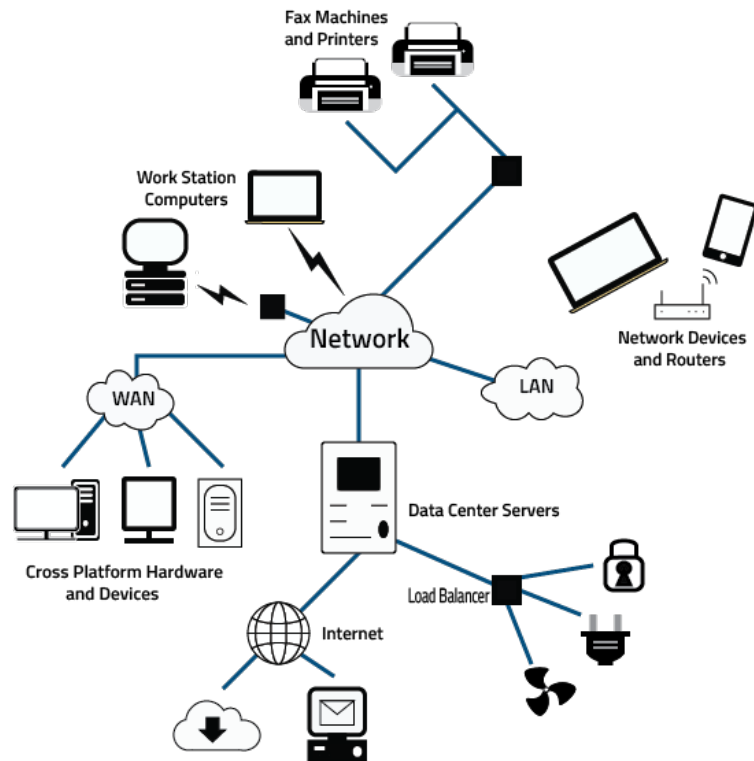 Fax Machines
and Printers
Work Station
Computers
Network
Network Devices
and Routers
WAN
LAN
Data Center Servers
Cross Platform Hardware
and Devices
Load Balancer
Internet